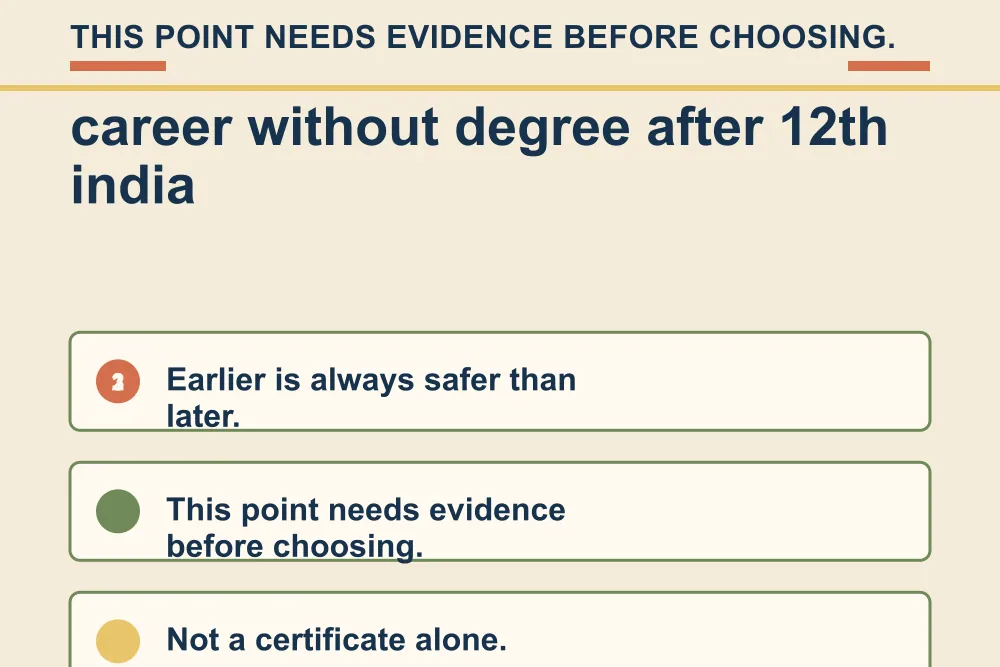 THIS POINT NEEDS EVIDENCE BEFORE CHOOSING.
career without degree after 12th
india
Earlier is always safer than
later.
This point needs evidence
before choosing.
Not a certificate alone.